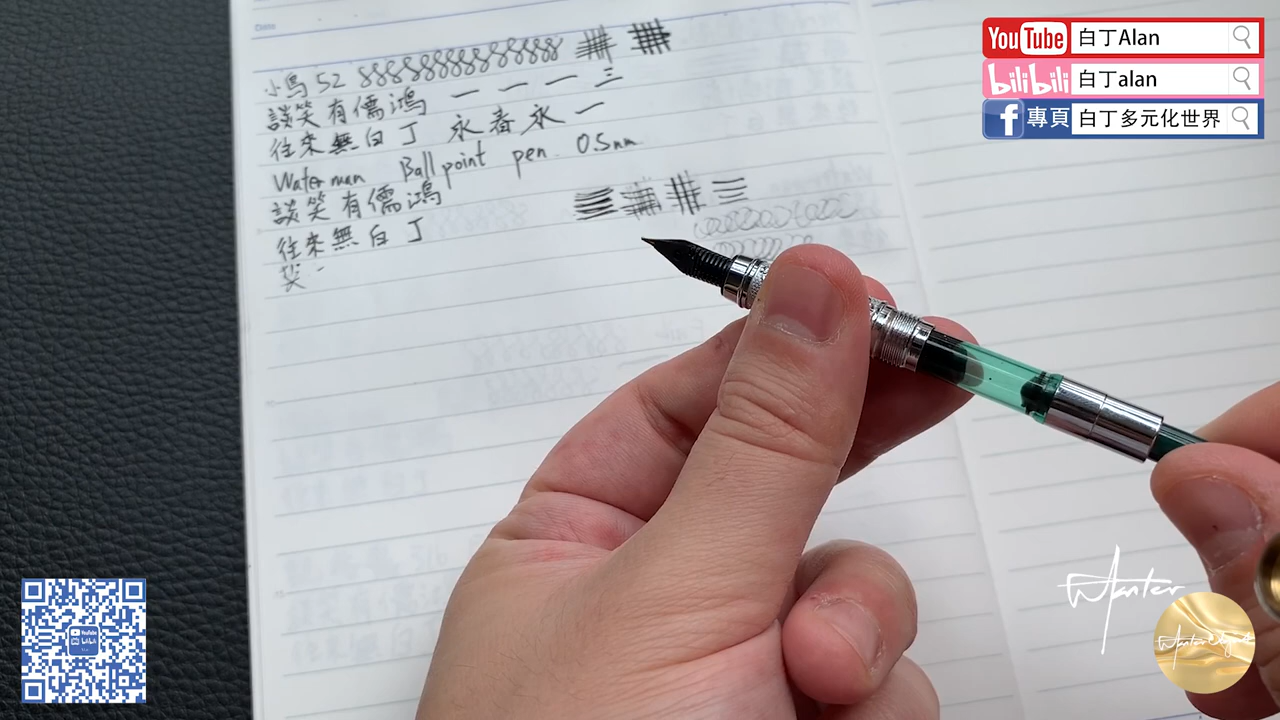 Date
小鳥 52
談笑有儒鴻 一 一 一 三
往來無白丁 永春永一
Waterman Ball point pen 0.5mm
談笑有儒鴻
往來無白丁
YouTube 白丁Alan
bilibili 白丁alan
f 專頁 白丁多元化世界